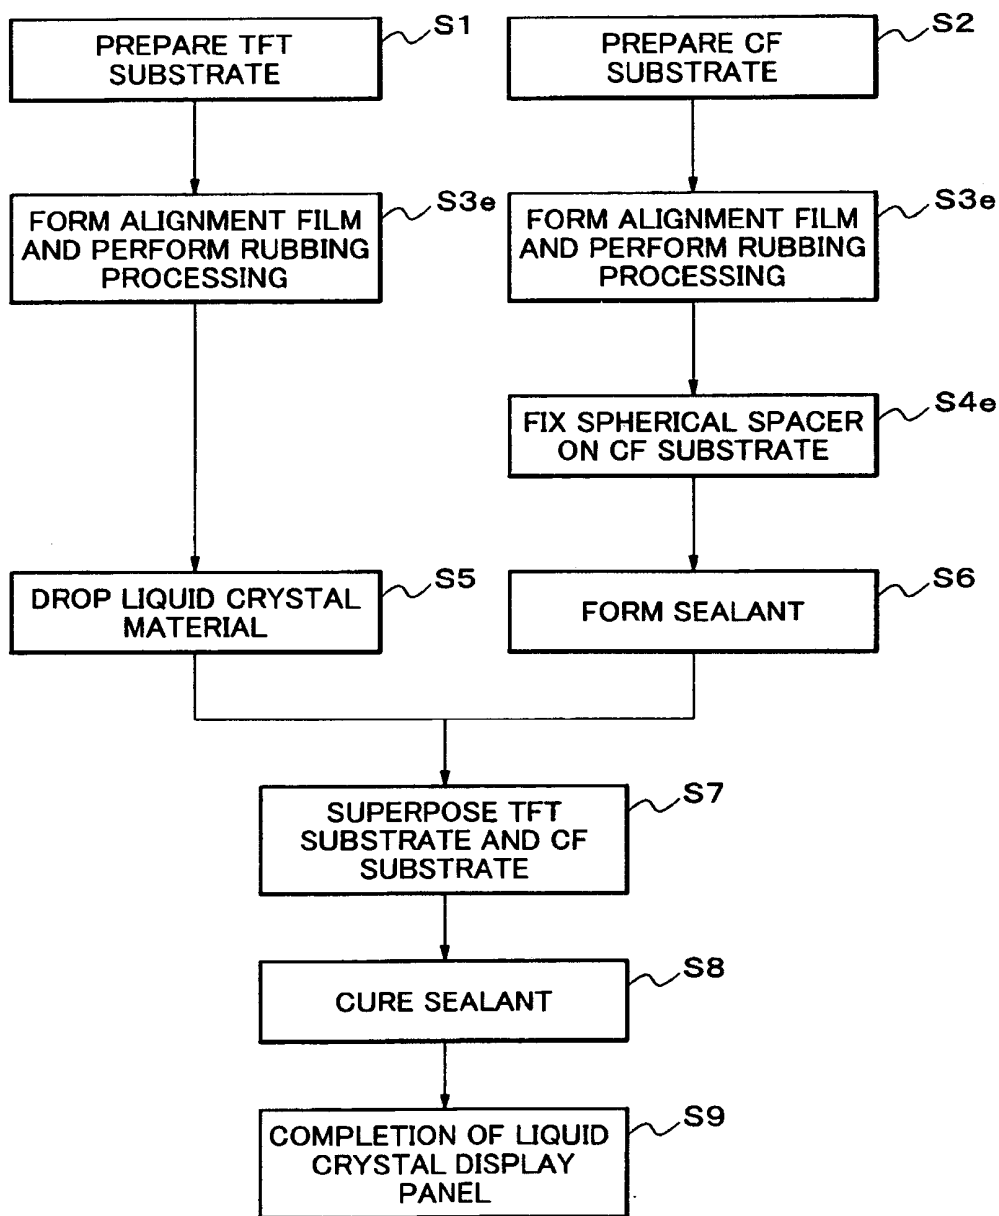 PREPARE TFT
SUBSTRATE
S1
PREPARE CF
SUBSTRATE
S2
FORM ALIGNMENT FILM
AND PERFORM RUBBING
PROCESSING
S3e
FORM ALIGNMENT FILM
AND PERFORM RUBBING
PROCESSING
S3e
FIX SPHERICAL SPACER
ON CF SUBSTRATE
S4e
DROP LIQUID CRYSTAL
MATERIAL
S5
FORM SEALANT
S6
SUPERPOSE TFT
SUBSTRATE AND CF
SUBSTRATE
S7
CURE SEALANT
S8
COMPLETION OF LIQUID
CRYSTAL DISPLAY
PANEL
S9